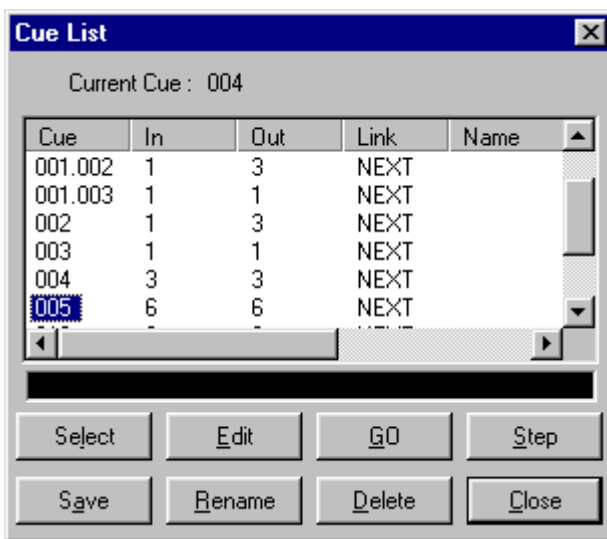 Cue List
Current Cue : 004
Cue In Out Link Name
001.002 1 3 NEXT
001.003 1 1 NEXT
002 1 3 NEXT
003 1 1 NEXT
004 3 3 NEXT
005 6 6 NEXT
Select Edit GO Step
Save Rename Delete Close